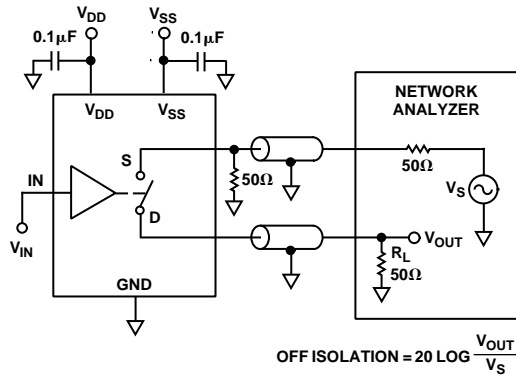 VDD
VSS
0.1µF
0.1µF
VDD
VSS
NETWORK
ANALYZER
S
50Ω
50Ω
VS
IN
D
VIN
VOUT
RL
50Ω
GND
OFF ISOLATION = 20 LOG VOUT
VS